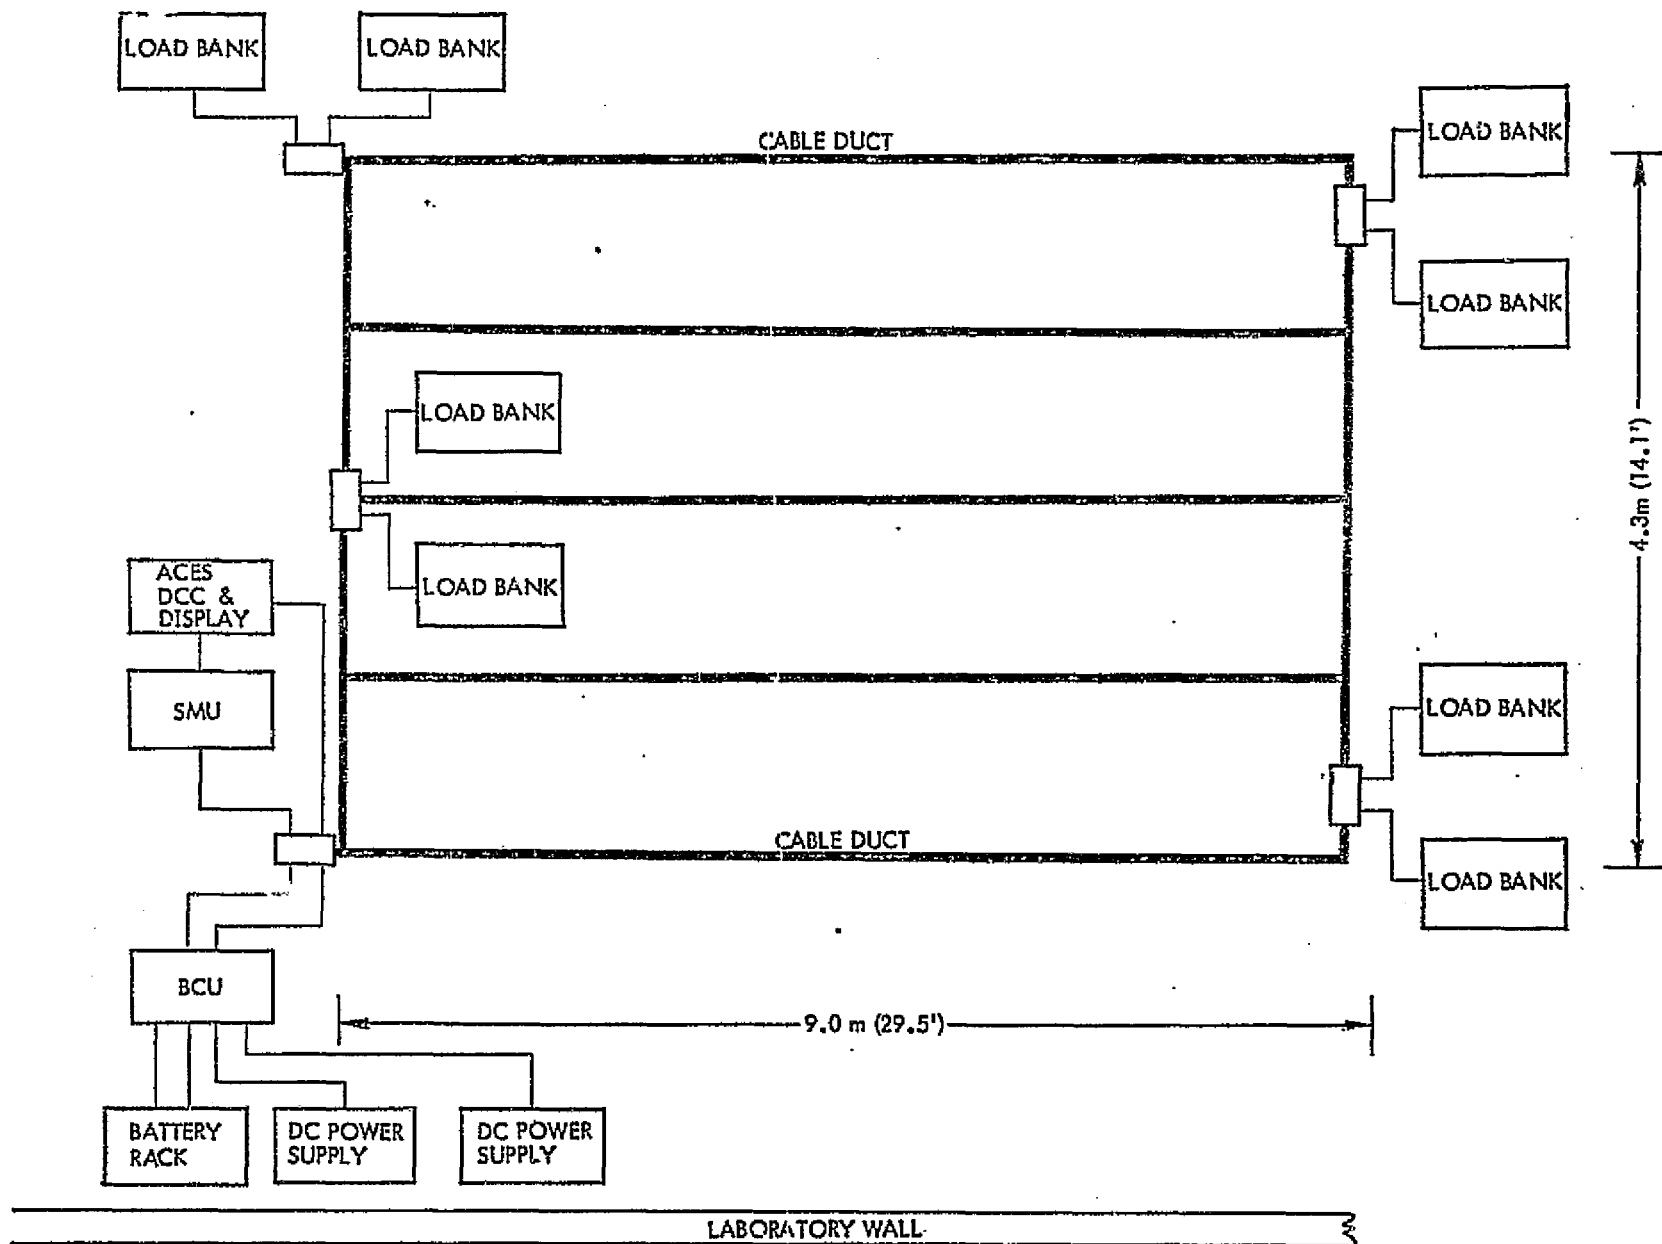 LOAD BANK
LOAD BANK
CABLE DUCT
LOAD BANK
LOAD BANK
LOAD BANK
LOAD BANK
4.3m (14.1')
ACES
DCC &
DISPLAY
SMU
LOAD BANK
CABLE DUCT
LOAD BANK
BCU
9.0 m (29.5')
BATTERY
RACK
DC POWER
SUPPLY
DC POWER
SUPPLY
LABORATORY WALL